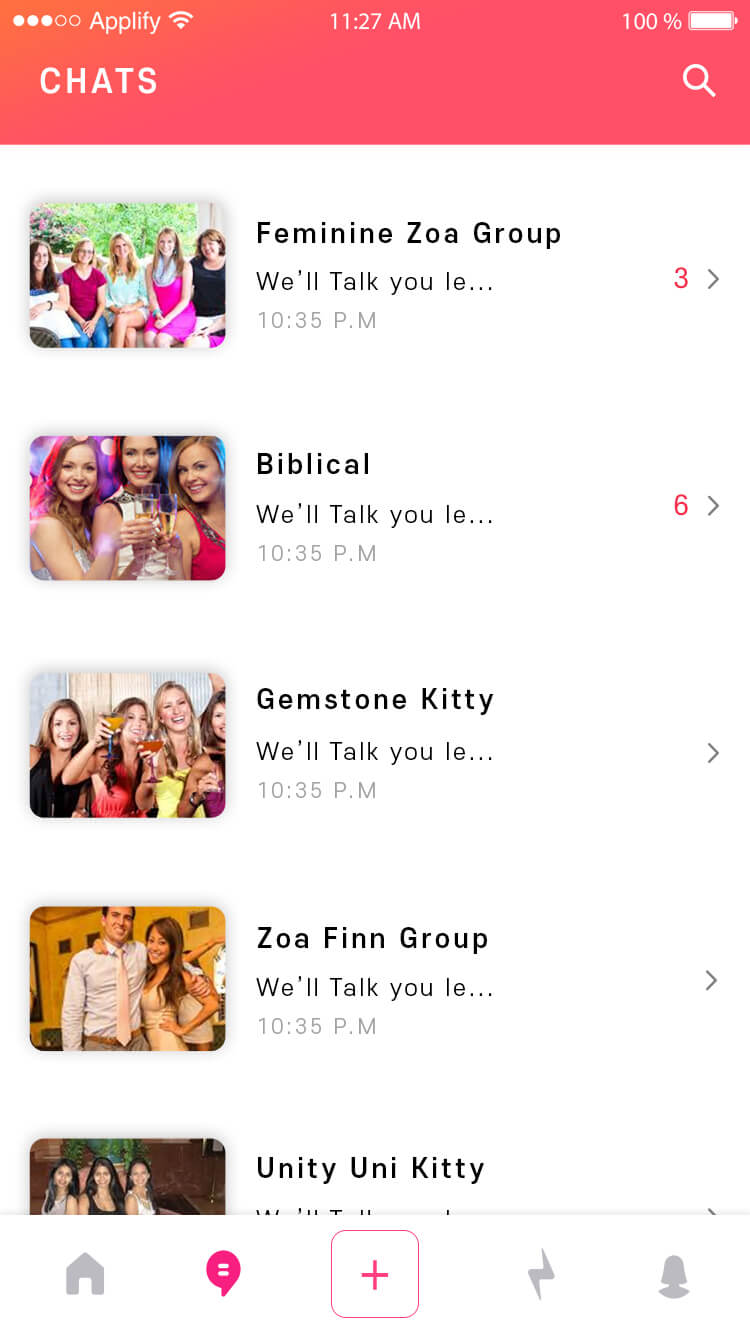 Applify 11:27 AM 100 %
CHATS
Feminine Zoa Group
We'll Talk you le...
3
10:35 P.M
Biblical
We'll Talk you le...
6
10:35 P.M
Gemstone Kitty
We'll Talk you le...
10:35 P.M
Zoa Finn Group
We'll Talk you le...
10:35 P.M
Unity Uni Kitty